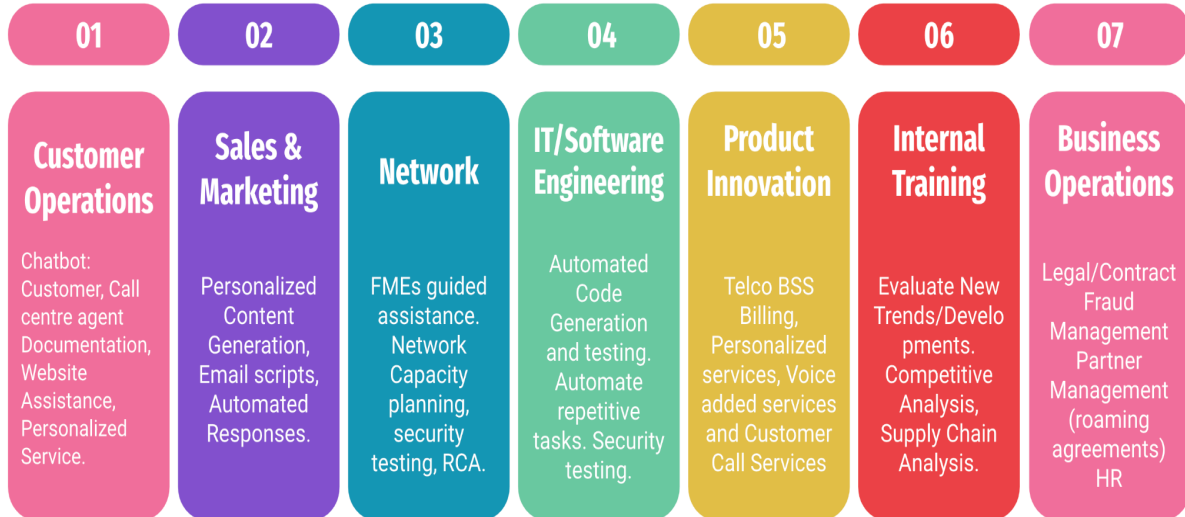 01
02
03
04
05
06
07
Customer
Operations
Chatbot:
Customer, Call
centre agent
Documentation,
Website
Assistance,
Personalized
Service.
Sales &
Marketing
Personalized
Content
Generation,
Email scripts,
Automated
Responses.
Network
FMEs guided
assistance.
Network
Capacity
planning,
security
testing, RCA.
IT/Software
Engineering
Automated
Code
Generation
and testing.
Automate
repetitive
tasks. Security
testing.
Product
Innovation
Telco BSS
Billing,
Personalized
services, Voice
added services
and Customer
Call Services
Internal
Training
Evaluate New
Trends/Develo
pments.
Competitive
Analysis,
Supply Chain
Analysis.
Business
Operations
Legal/Contract
Fraud
Management
Partner
Management
(roaming
agreements)
HR